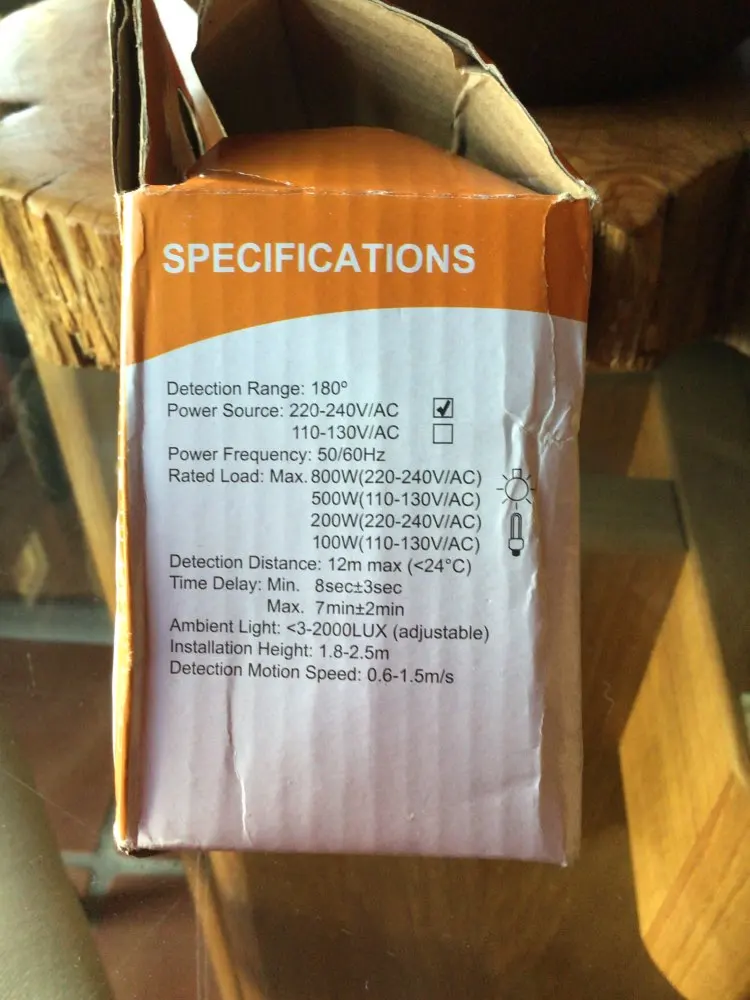 SPECIFICATIONS
Detection Range: 180º
Power Source: 220-240V/AC
110-130V/AC
Power Frequency: 50/60Hz
Rated Load: Max. 800W(220-240V/AC)
500W(110-130V/AC)
200W(220-240V/AC)
100W(110-130V/AC)
Detection Distance: 12m max (<24°C)
Time Delay: Min. 8sec±3sec
Max. 7min±2min
Ambient Light: <3-2000LUX (adjustable)
Installation Height: 1.8-2.5m
Detection Motion Speed: 0.6-1.5m/s